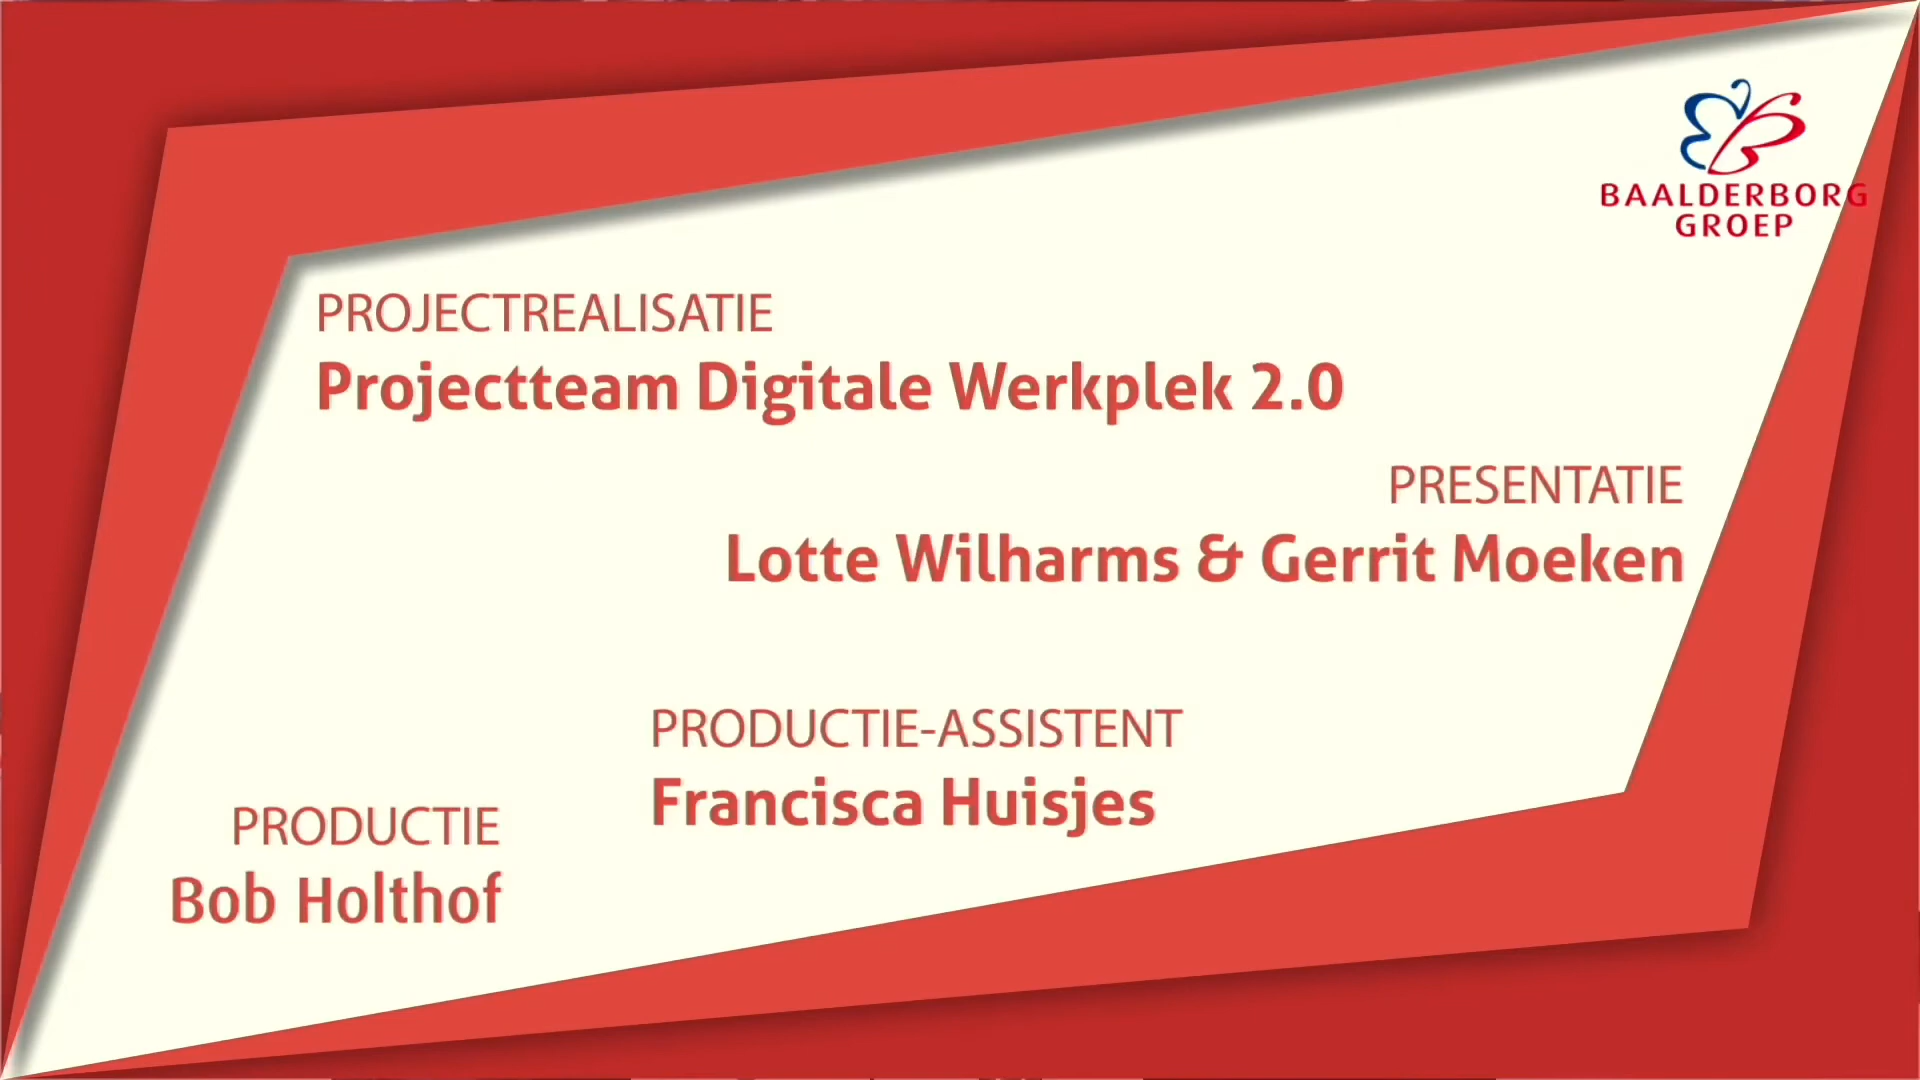 BAALDERBORG
GROEP
PROJECTREALISATIE
Projectteam Digitale Werkplek 2.0
PRESENTATIE
Lotte Wilharms & Gerrit Moeken
PRODUCTIE-ASSISTENT
Francisca Huisjes
PRODUCTIE
Bob Holthof